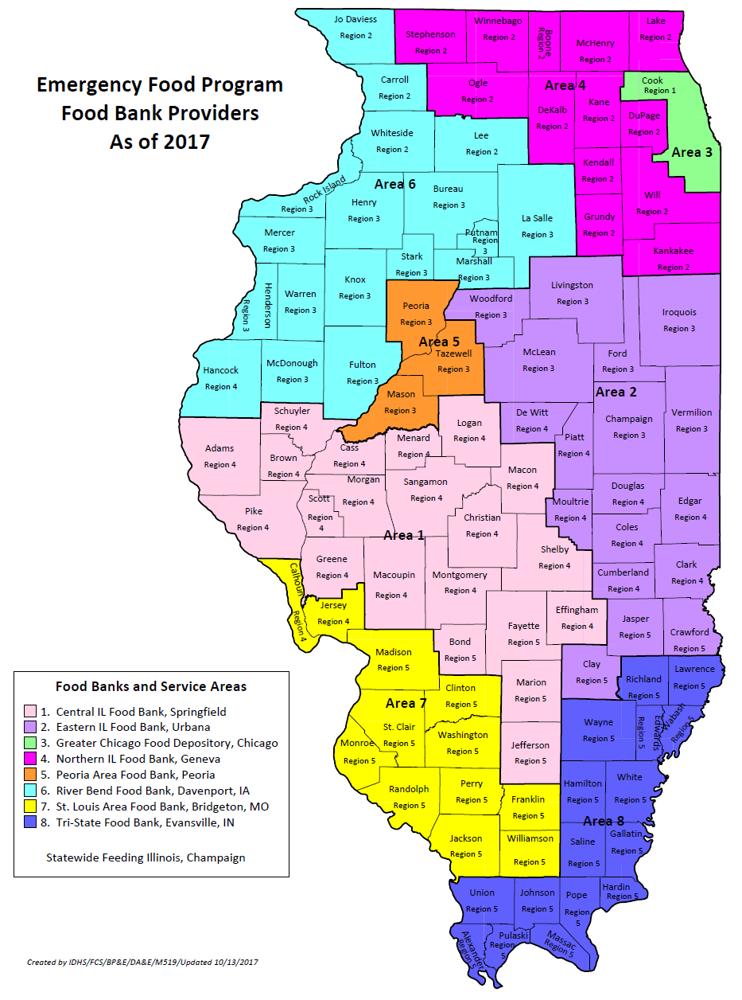 Emergency Food Program
Food Bank Providers
As of 2017
Jo Daviess
Region 2
Stephenson
Region 2
Winnebago
Region 2
Boone
Region 2
McHenry
Region 2
Lake
Region 2
Carroll
Region 2
Ogle
Region 2
Area 4
DeKalb
Region 2
Kane
Region 2
Cook
Region 1
DuPage
Region 2
Area 3
Whiteside
Region 2
Lee
Region 2
Kendall
Region 2
Will
Region 2
Rock Island
Region 3
Area 6
Henry
Region 3
Bureau
Region 3
Putnam
Region
3
La Salle
Region 3
Grundy
Region 2
Kankakee
Region 2
Mercer
Region 3
Stark
Region 3
Marshall
Region 3
Henderson
Region 3
Warren
Region 3
Knox
Region 3
Peoria
Region 3
Woodford
Region 3
Livingston
Region 3
Iroquois
Region 3
Area 5
Tazewell
Region 3
McLean
Region 3
Ford
Region 3
Hancock
Region 4
McDonough
Region 3
Fulton
Region 3
Mason
Region 3
Area 2
Schuyler
Region 4
Logan
Region 4
De Witt
Region 4
Piatt
Region 4
Champaign
Region 3
Vermilion
Region 3
Adams
Region 4
Brown
Region 4
Cass
Region 4
Menard
Region 4
Macon
Region 4
Morgan
Region 4
Sangamon
Region 4
Douglas
Region 4
Edgar
Region 4
Pike
Region 4
Scott
Region
4
Christian
Region 4
Moultrie
Region 4
Coles
Region 4
Area 1
Shelby
Region 4
Greene
Region 4
Macoupin
Region 4
Montgomery
Region 4
Cumberland
Region 4
Clark
Region 4
Calhoun
Region 4
Jersey
Region 4
Fayette
Region 5
Effingham
Region 4
Jasper
Region 5
Crawford
Region 5
Madison
Region 5
Bond
Region 5
Clay
Region 5
Richland
Region 5
Lawrence
Region 5
Clinton
Region 5
Marion
Region 5
Area 7
St. Clair
Region 5
Washington
Region 5
Wayne
Region 5
Edwards
Region 5
Wabash
Region 5
Monroe
Region 5
Jefferson
Region 5
Randolph
Region 5
Perry
Region 5
Franklin
Region 5
Hamilton
Region 5
White
Region 5
Area 8
Jackson
Region 5
Williamson
Region 5
Saline
Region 5
Gallatin
Region 5
Union
Region 5
Johnson
Region 5
Pope
Region
5
Hardin
Region 5
Alexander
Region 5
Pulaski
Region
5
Massac
Region 5
Food Banks and Service Areas
1. Central IL Food Bank, Springfield
2. Eastern IL Food Bank, Urbana
3. Greater Chicago Food Depository, Chicago
4. Northern IL Food Bank, Geneva
5. Peoria Area Food Bank, Peoria
6. River Bend Food Bank, Davenport, IA
7. St. Louis Area Food Bank, Bridgeton, MO
8. Tri-State Food Bank, Evansville, IN
Statewide Feeding Illinois, Champaign
Created by IDHS/FCS/BP&E/DA&E/M519/Updated 10/13/2017